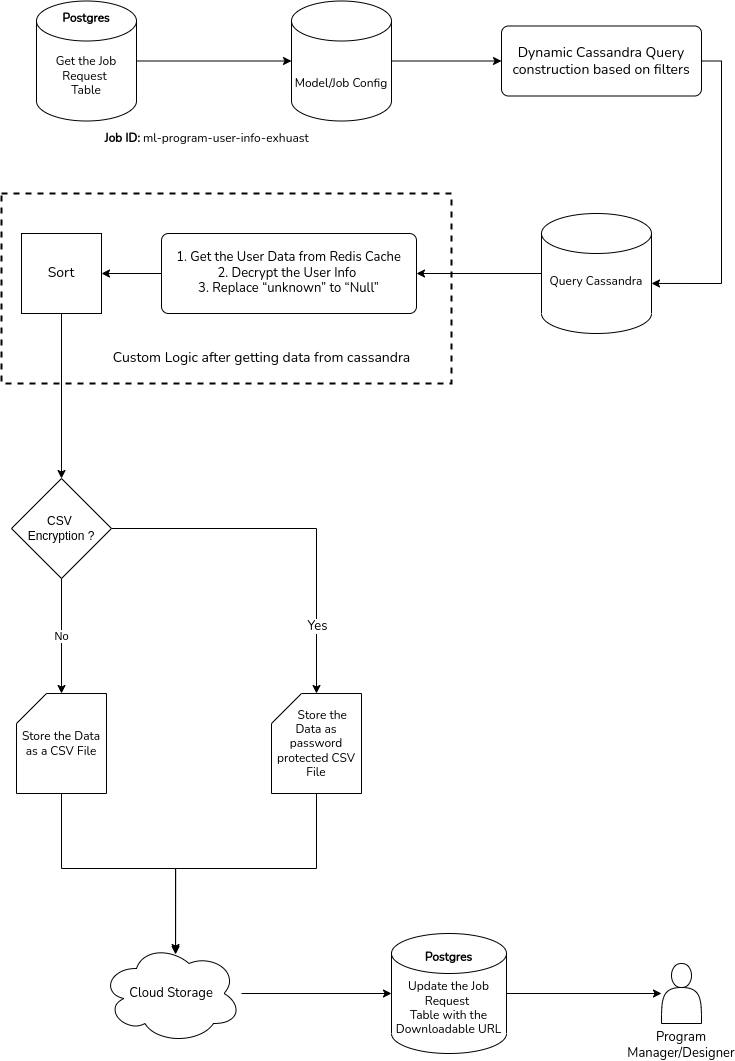 Postgres
Get the Job
Request
Table
Model/Job Config
Dynamic Cassandra Query
construction based on filters
Job ID: ml-program-user-info-exhuast
Sort
1. Get the User Data from Redis Cache
2. Decrypt the User Info
3. Replace “unknown” to “Null”
Query Cassandra
Custom Logic after getting data from cassandra
CSV
Encryption ?
No
Yes
Store the Data
as a CSV File
Store the
Data as
password
protected CSV
File
Cloud Storage
Postgres
Update the Job
Request
Table with the
Downloadable URL
Program
Manager/Designer